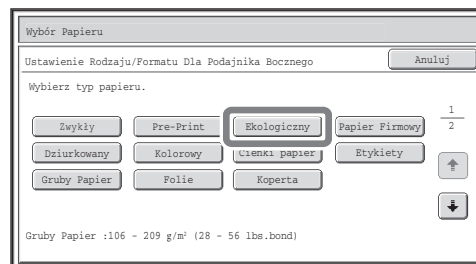 Wybór Papieru
Ustawienie Rodzaju/Formatu Dla Podajnika Bocznego Anuluj
Wybierz typ papieru.
Zwykły Pre-Print Ekologiczny Papier Firmowy 1
2
Dziurkowany Kolorowy Cienki papier Etykiety
Gruby Papier Folie Koperta
Gruby Papier :106 - 209 g/m² (28 - 56 lbs.bond)